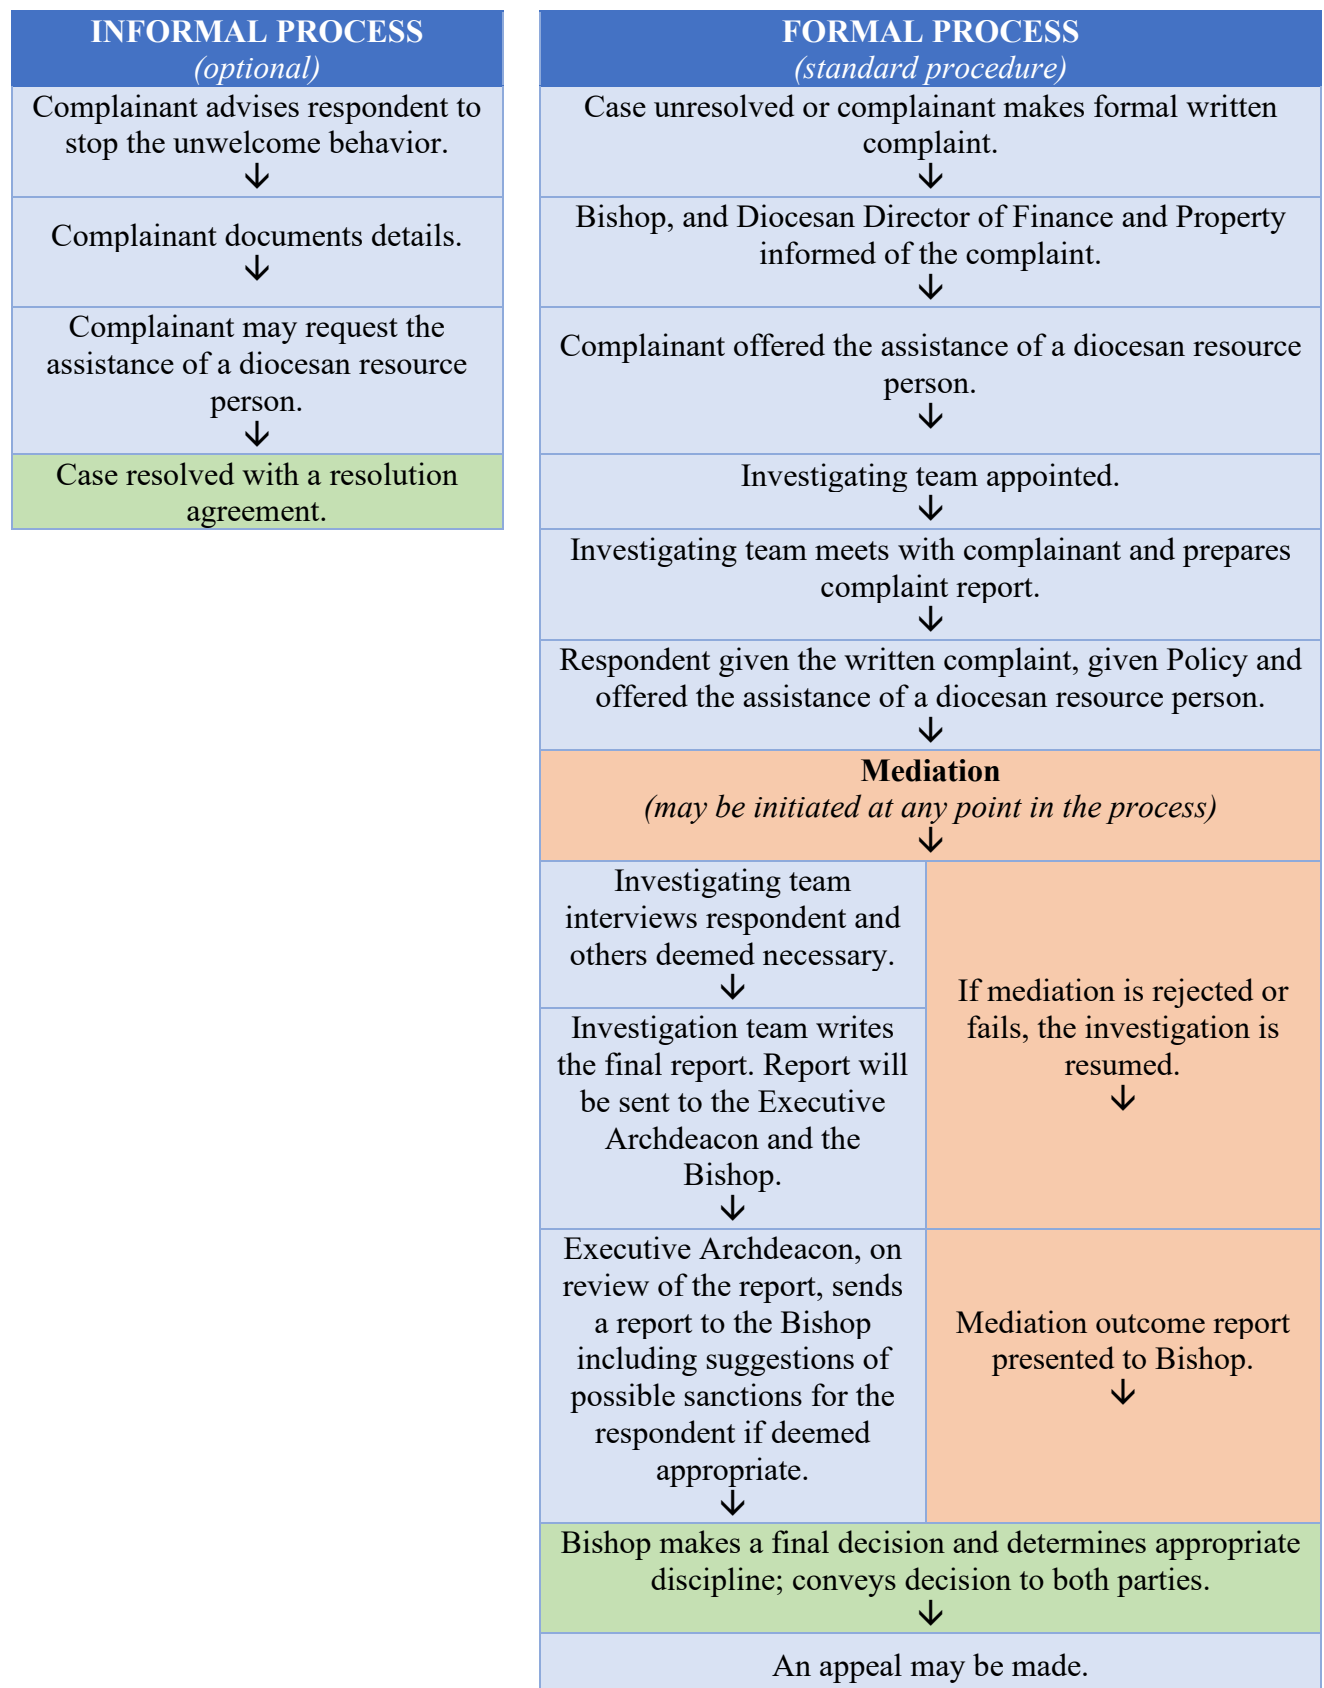 INFORMAL PROCESS
(optional)
Complainant advises respondent to
stop the unwelcome behavior.
↓
Complainant documents details.
↓
Complainant may request the
assistance of a diocesan resource
person.
↓
Case resolved with a resolution
agreement.
FORMAL PROCESS
(standard procedure)
Case unresolved or complainant makes formal written
complaint.
↓
Bishop, and Diocesan Director of Finance and Property
informed of the complaint.
↓
Complainant offered the assistance of a diocesan resource
person.
↓
Investigating team appointed.
↓
Investigating team meets with complainant and prepares
complaint report.
↓
Respondent given the written complaint, given Policy and
offered the assistance of a diocesan resource person.
↓
Mediation
(may be initiated at any point in the process)
↓
Investigating team
interviews respondent and
others deemed necessary.
↓
Investigation team writes
the final report. Report will
be sent to the Executive
Archdeacon and the
Bishop.
↓
If mediation is rejected or
fails, the investigation is
resumed.
↓
Executive Archdeacon, on
review of the report, sends
a report to the Bishop
including suggestions of
possible sanctions for the
respondent if deemed
appropriate.
↓
Mediation outcome report
presented to Bishop.
↓
Bishop makes a final decision and determines appropriate
discipline; conveys decision to both parties.
↓
An appeal may be made.